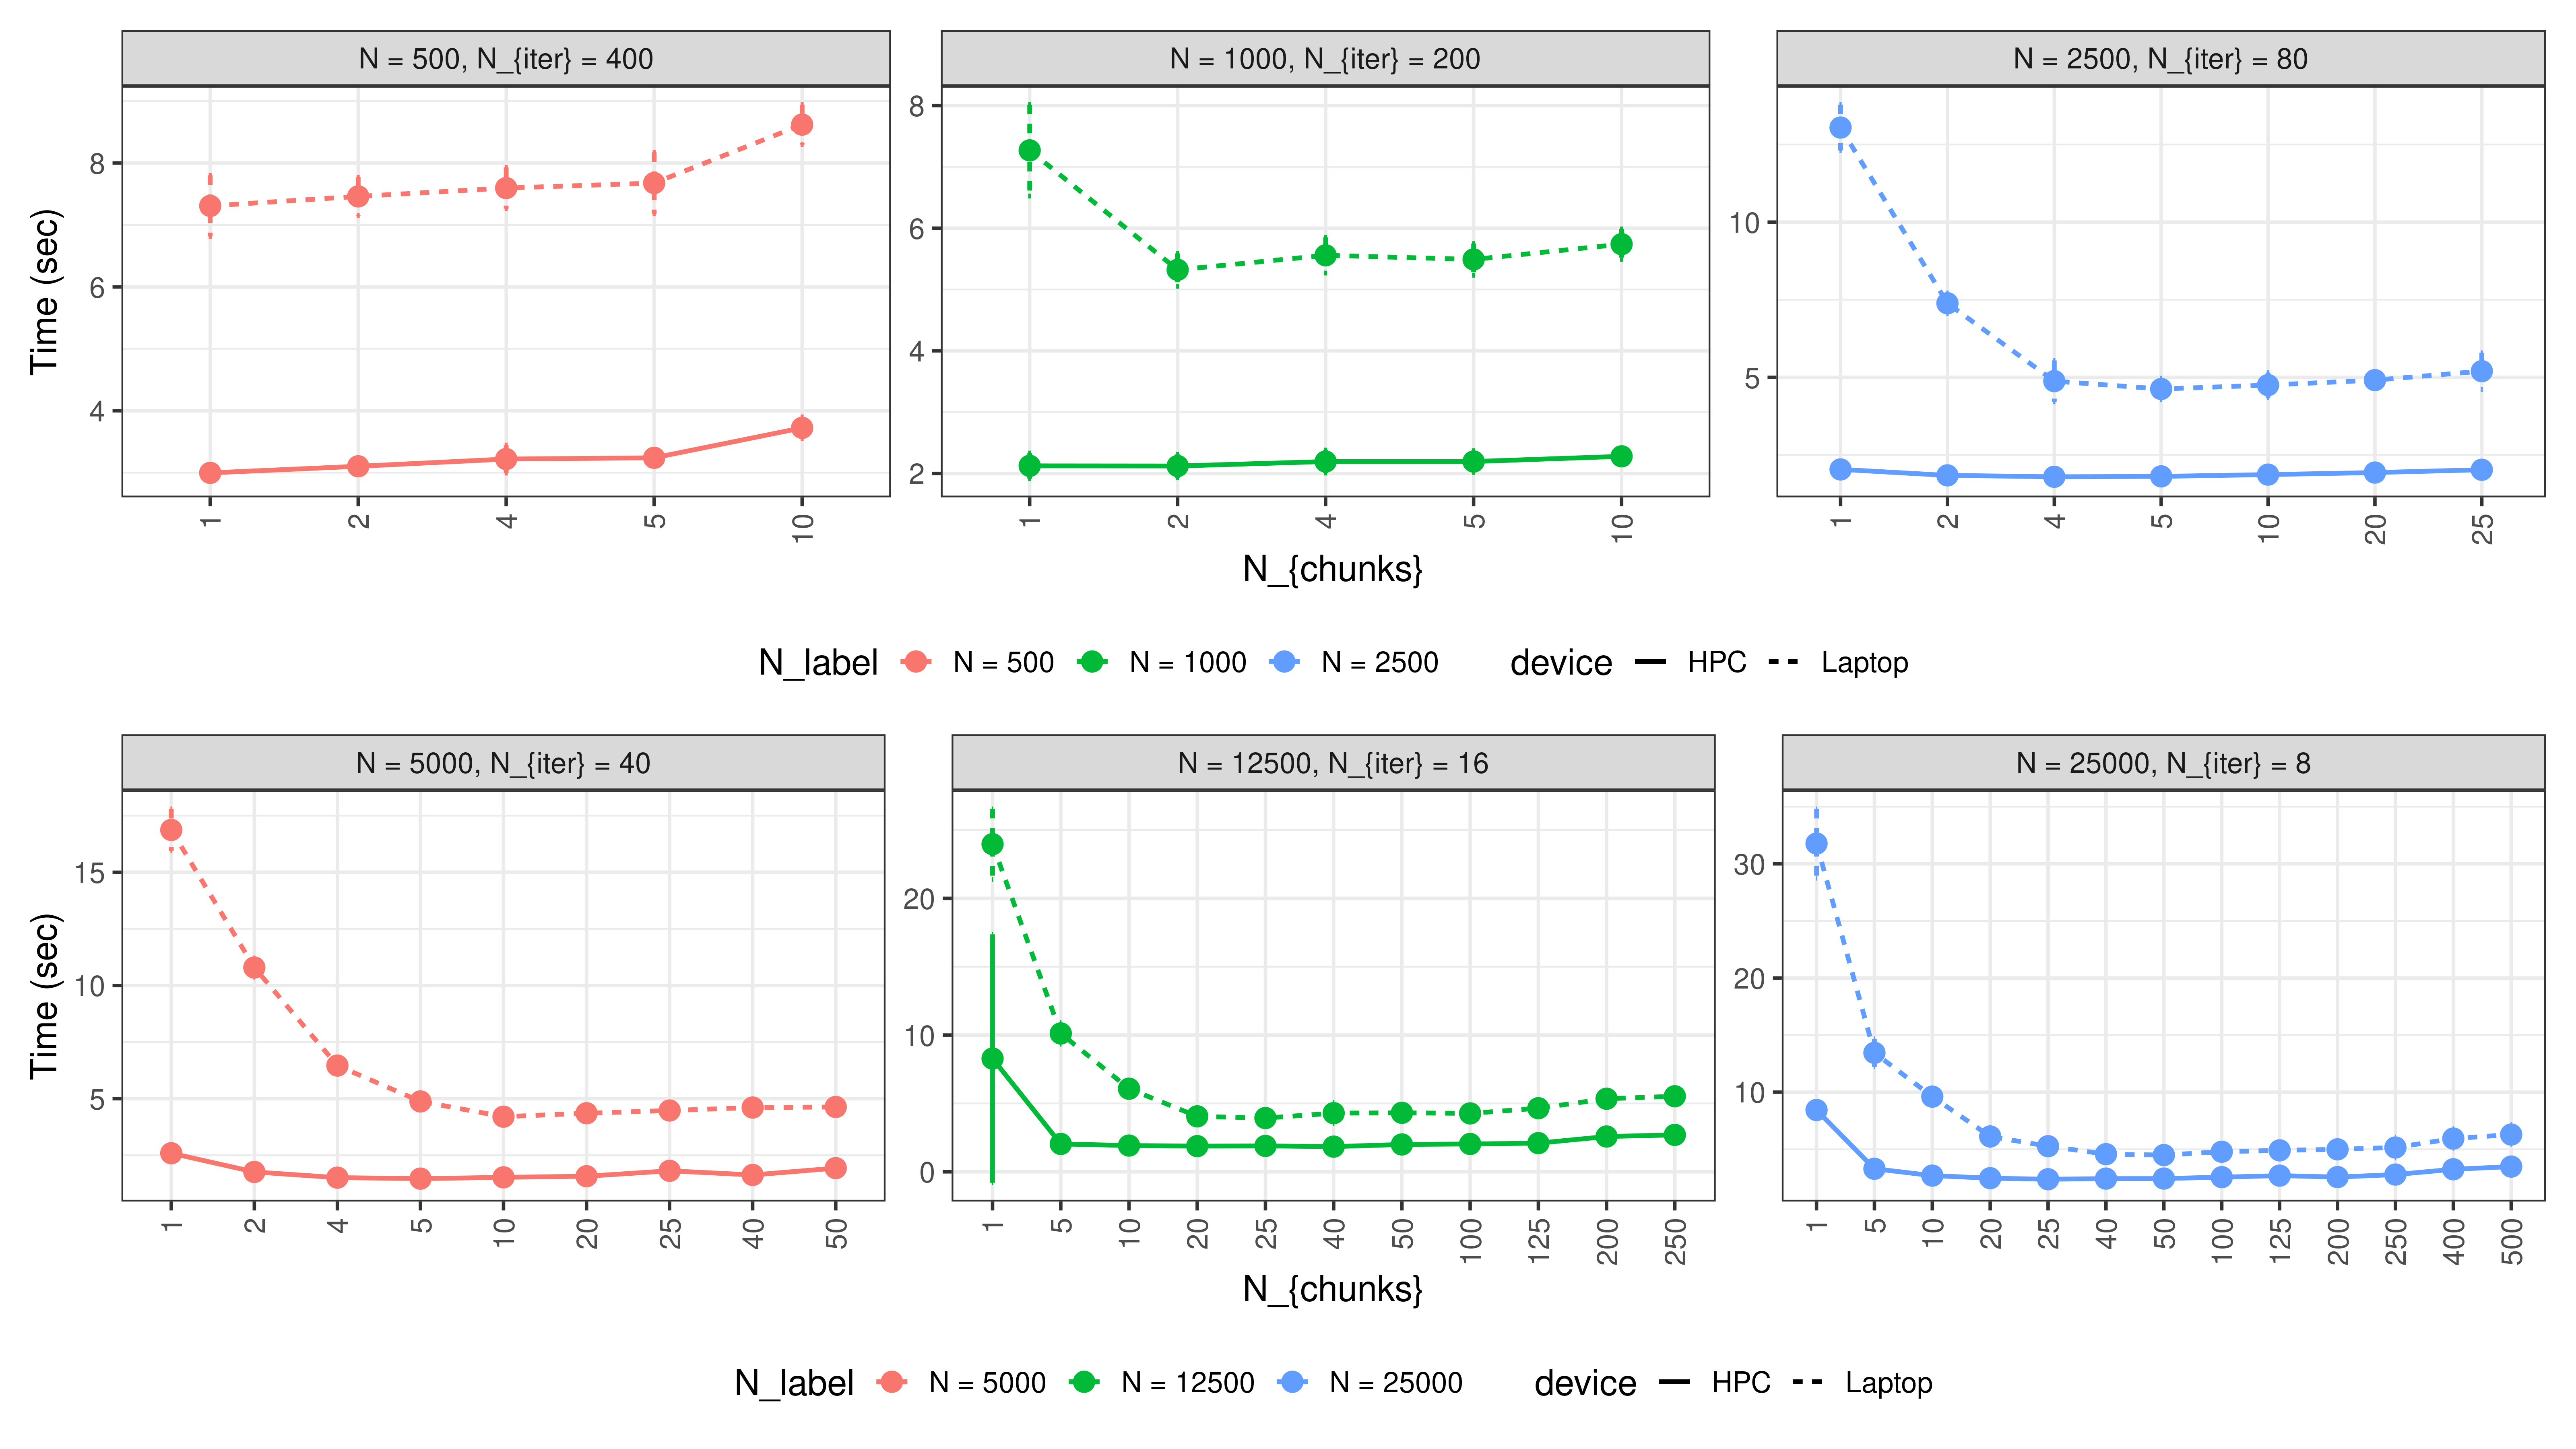 N = 500, N_{iter} = 400
N = 1000, N_{iter} = 200
N = 2500, N_{iter} = 80
Time (sec)
8
6
4
8
6
4
2
10
5
1 2 4 5 10
1 2 4 5 10
1 2 4 5 10 20 25
N_{chunks}
N_label N = 500 N = 1000 N = 2500 device HPC Laptop
N = 5000, N_{iter} = 40
N = 12500, N_{iter} = 16
N = 25000, N_{iter} = 8
Time (sec)
15
10
5
20
10
0
30
20
10
1 2 4 5 10 20 25 40 50
1 5 10 20 25 40 50 100 125 200 250
1 5 10 20 25 40 50 100 125 200 250 400 500
N_{chunks}
N_label N = 5000 N = 12500 N = 25000 device HPC Laptop